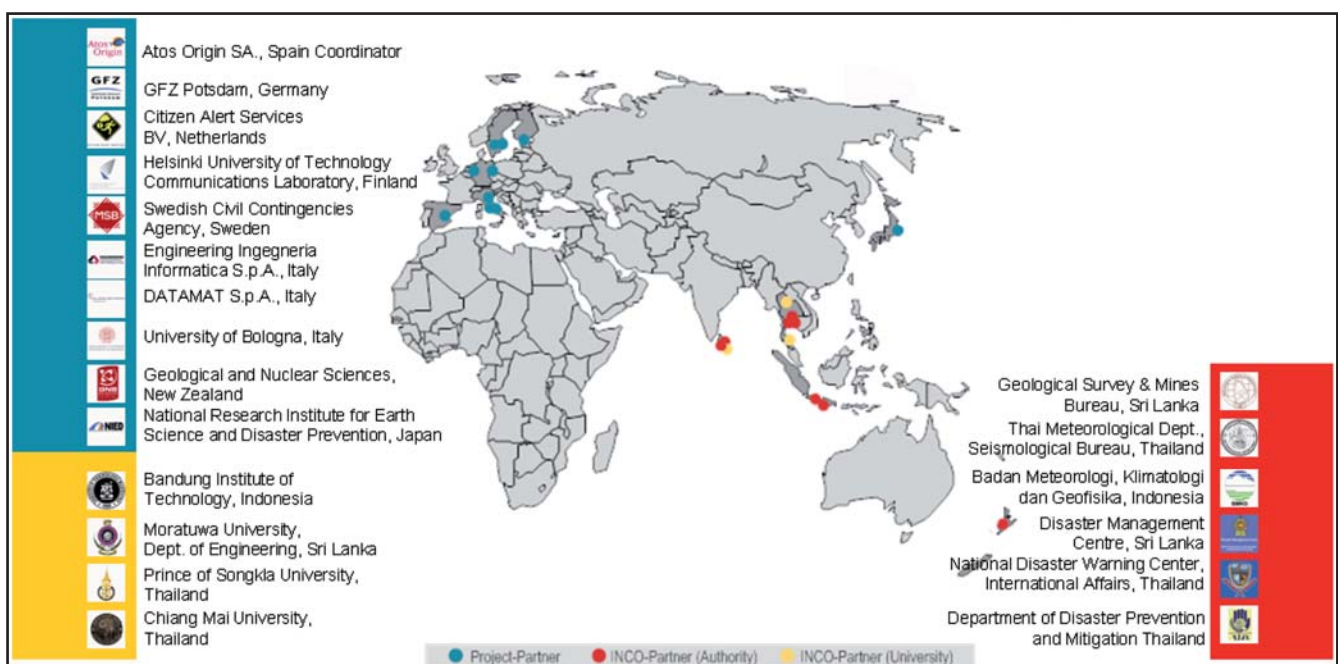 Atos Origin
Atos Origin SA., Spain Coordinator
GFZ
POTSDAM
GFZ Potsdam, Germany
Citizen Alert Services
BV, Netherlands
Helsinki University of Technology
Communications Laboratory, Finland
MSB
Swedish Civil Contingencies
Agency, Sweden
Engineering Ingegneria
Informatica S.p.A., Italy
DATAMAT S.p.A., Italy
University of Bologna, Italy
Geological and Nuclear Sciences,
New Zealand
NIED
National Research Institute for Earth
Science and Disaster Prevention, Japan
Bandung Institute of
Technology, Indonesia
Moratuwa University,
Dept. of Engineering, Sri Lanka
Prince of Songkla University,
Thailand
Chiang Mai University,
Thailand
Geological Survey & Mines
Bureau, Sri Lanka
Thai Meteorological Dept.,
Seismological Bureau, Thailand
Badan Meteorologi, Klimatologi
dan Geofisika, Indonesia
Disaster Management
Centre, Sri Lanka
National Disaster Warning Center,
International Affairs, Thailand
Department of Disaster Prevention
and Mitigation Thailand
Project-Partner
INCO-Partner (Authority)
INCO-Partner (University)